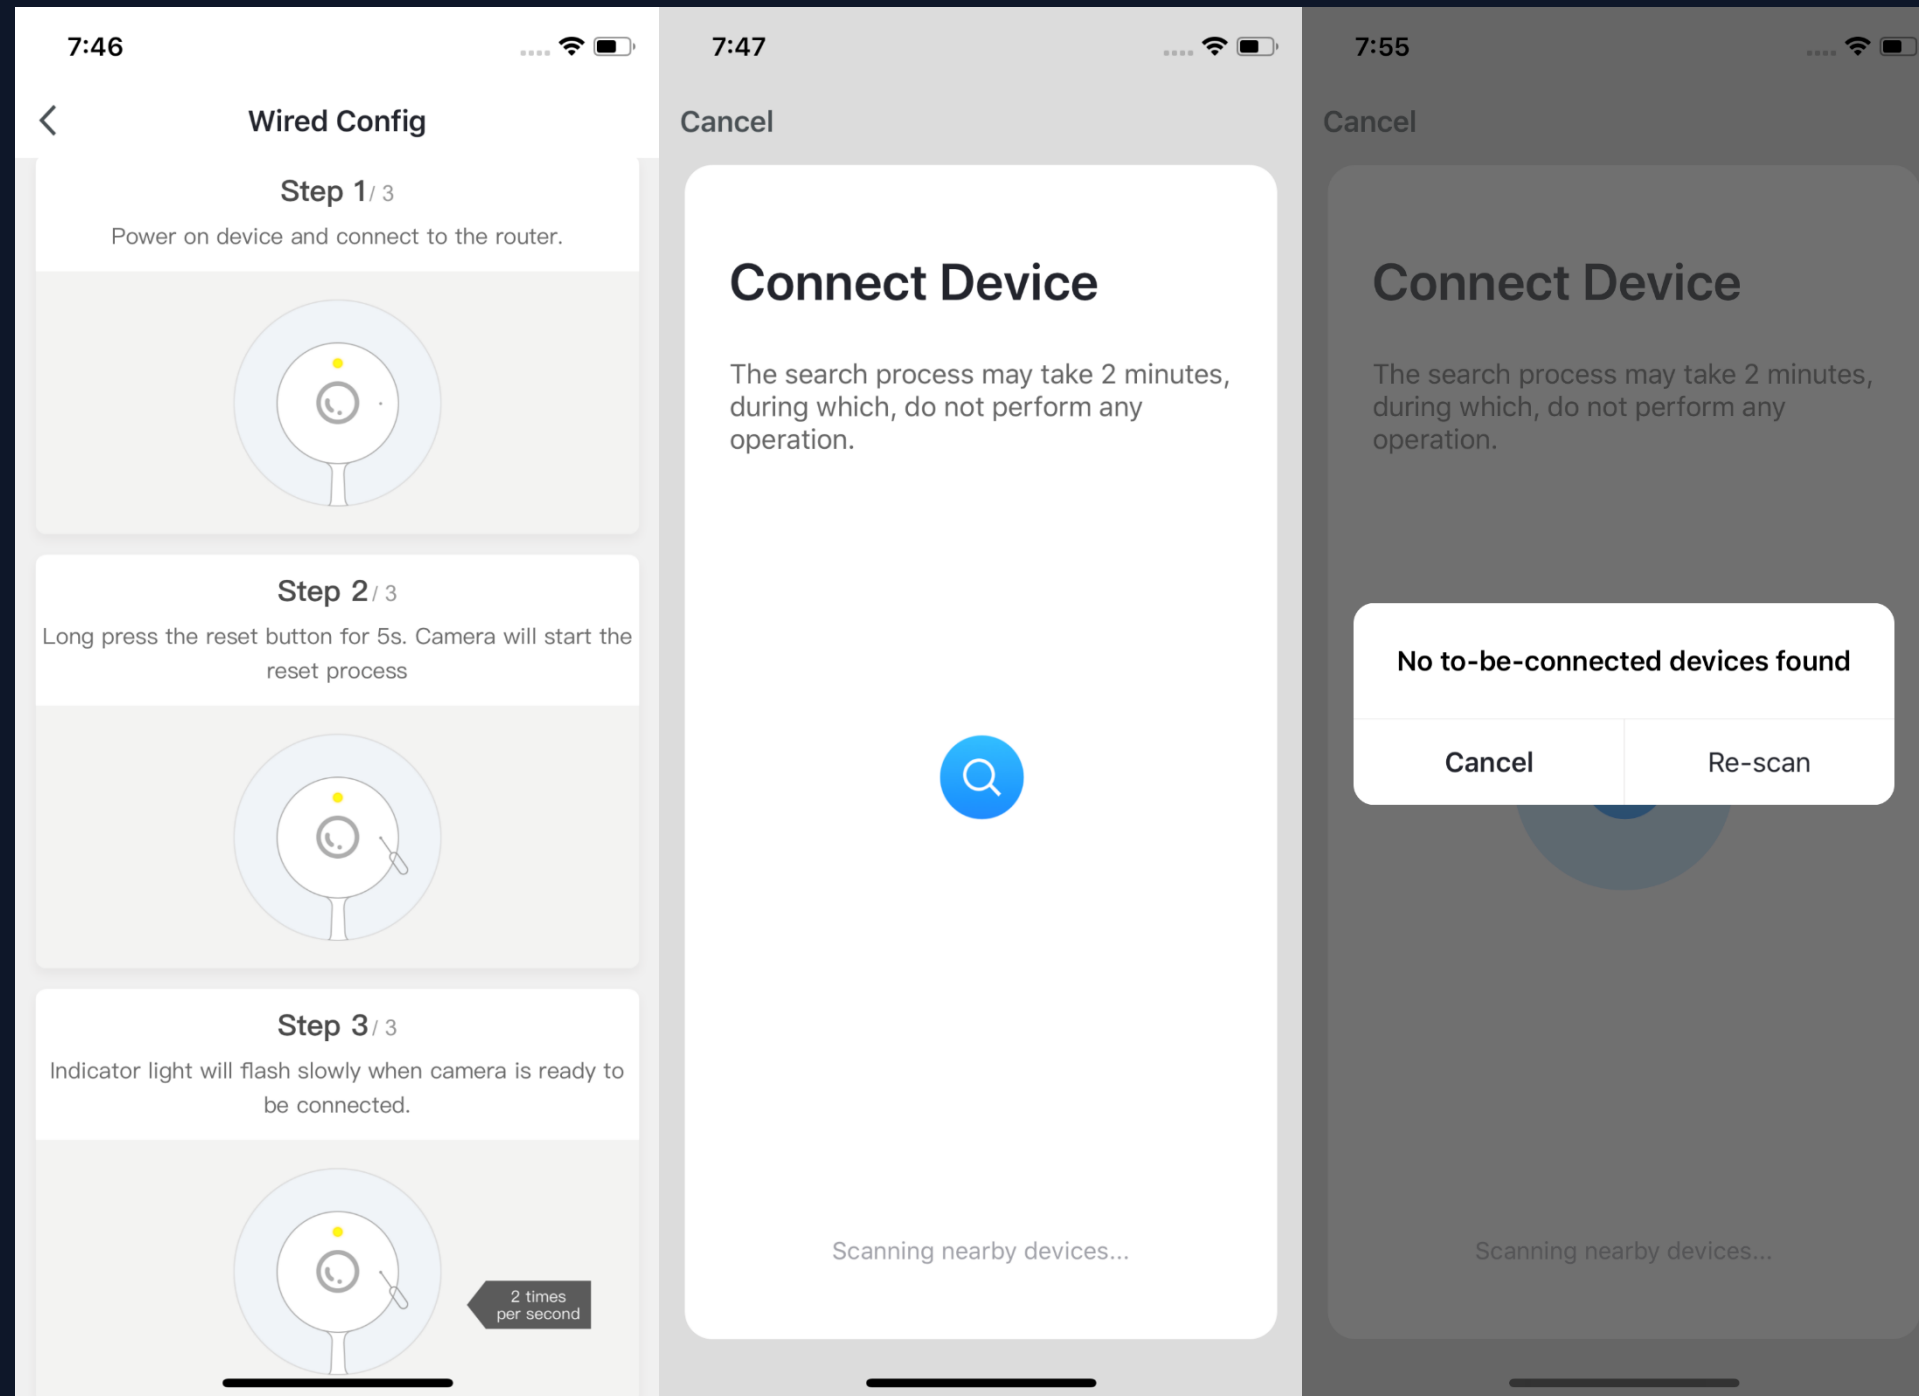 7:46
Wired Config
Step 1/ 3
Power on device and connect to the router.
Step 2/ 3
Long press the reset button for 5s. Camera will start the
reset process
Step 3/ 3
Indicator light will flash slowly when camera is ready to
be connected.
2 times
per second
7:47
Cancel
Connect Device
The search process may take 2 minutes,
during which, do not perform any
operation.
Scanning nearby devices...
7:55
Cancel
Connect Device
The search process may take 2 minutes,
during which, do not perform any
operation.
No to-be-connected devices found
Cancel
Re-scan
Scanning nearby devices...